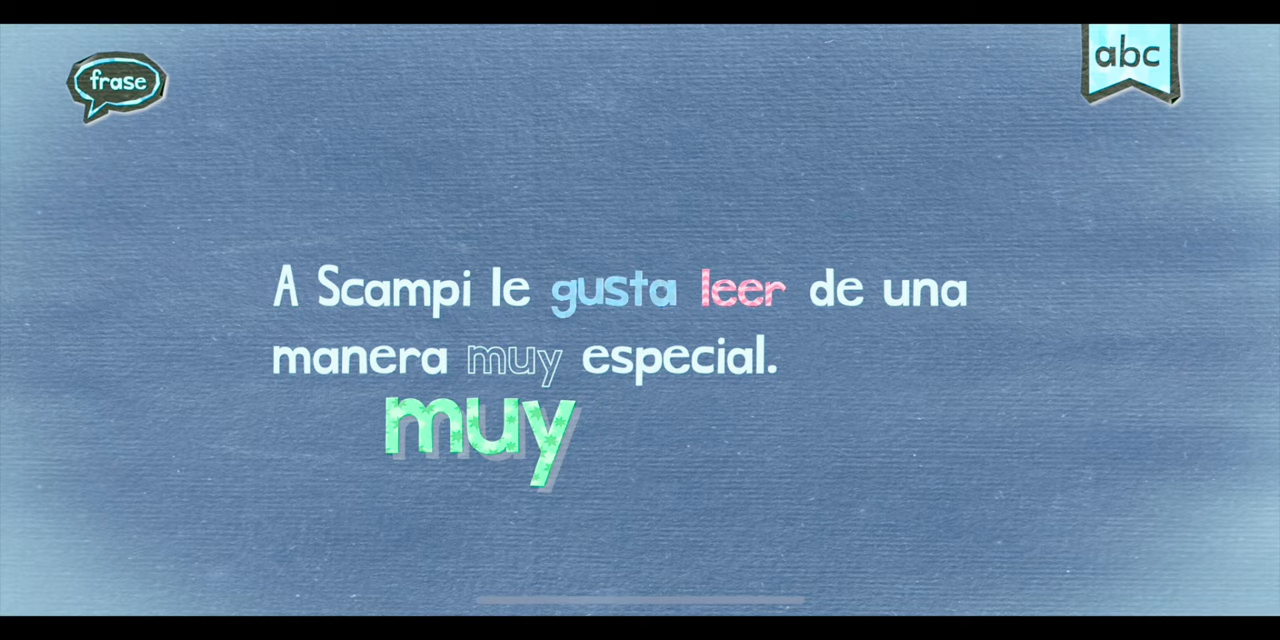 frase
abc
A Scampi le gusta leer de una
manera muy especial.
muy